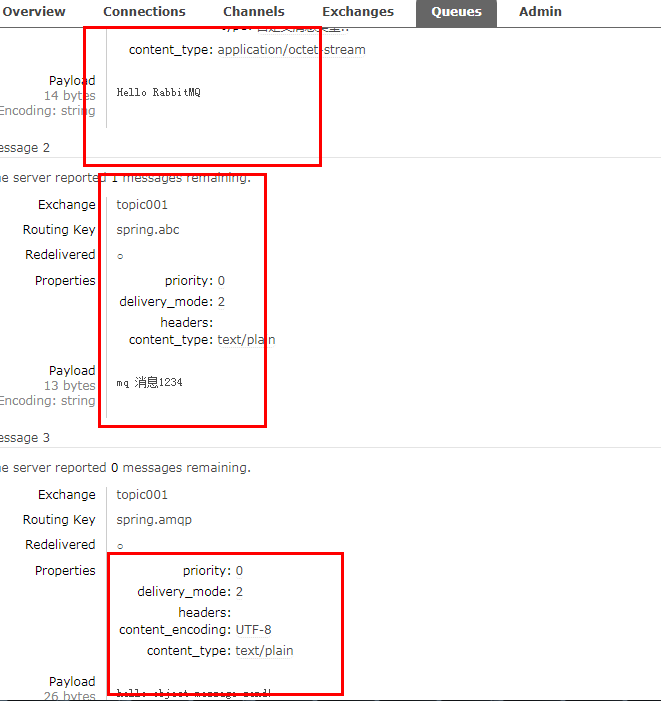 Overview Connections Channels Exchanges Queues Admin
content_type: application/octet-stream
Payload
14 bytes
Encoding: string
Hello RabbitMQ
essage 2
he server reported 1 messages remaining.
Exchange topic001
Routing Key spring.abc
Redelivered ○
Properties priority: 0
delivery_mode: 2
headers:
content_type: text/plain
Payload
13 bytes
Encoding: string
mq 消息1234
essage 3
he server reported 0 messages remaining.
Exchange topic001
Routing Key spring.amqp
Redelivered ○
Properties priority: 0
delivery_mode: 2
headers:
content_encoding: UTF-8
content_type: text/plain
Payload
26 bytes
hello object message send!